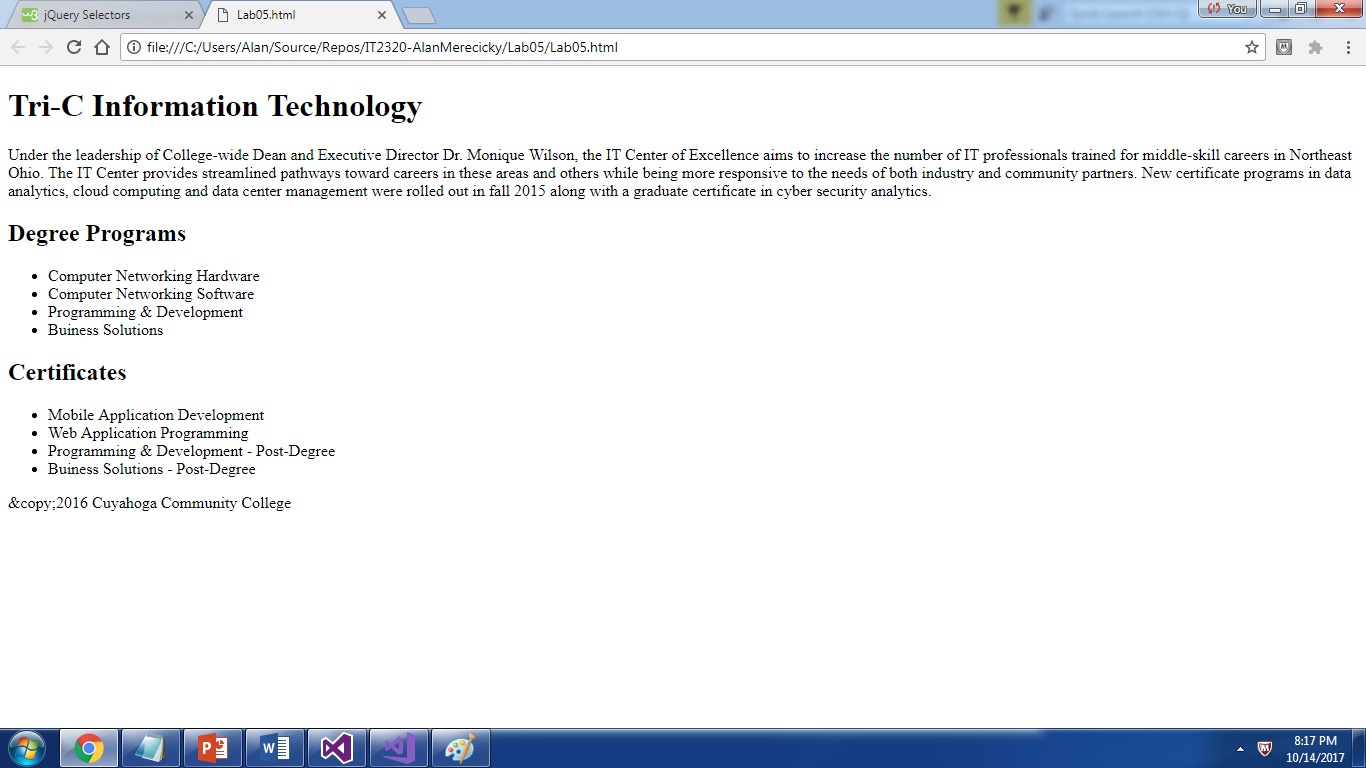 jQuery Selectors
Lab05.html
You
file:///C:/Users/Alan/Source/Repos/IT2320-AlanMerecicky/Lab05/Lab05.html
Tri-C Information Technology
Under the leadership of College-wide Dean and Executive Director Dr. Monique Wilson, the IT Center of Excellence aims to increase the number of IT professionals trained for middle-skill careers in Northeast
Ohio. The IT Center provides streamlined pathways toward careers in these areas and others while being more responsive to the needs of both industry and community partners. New certificate programs in data
analytics, cloud computing and data center management were rolled out in fall 2015 along with a graduate certificate in cyber security analytics.
Degree Programs
• Computer Networking Hardware
• Computer Networking Software
• Programming & Development
• Buiness Solutions
Certificates
• Mobile Application Development
• Web Application Programming
• Programming & Development - Post-Degree
• Buiness Solutions - Post-Degree
&copy;2016 Cuyahoga Community College
8:17 PM
10/14/2017